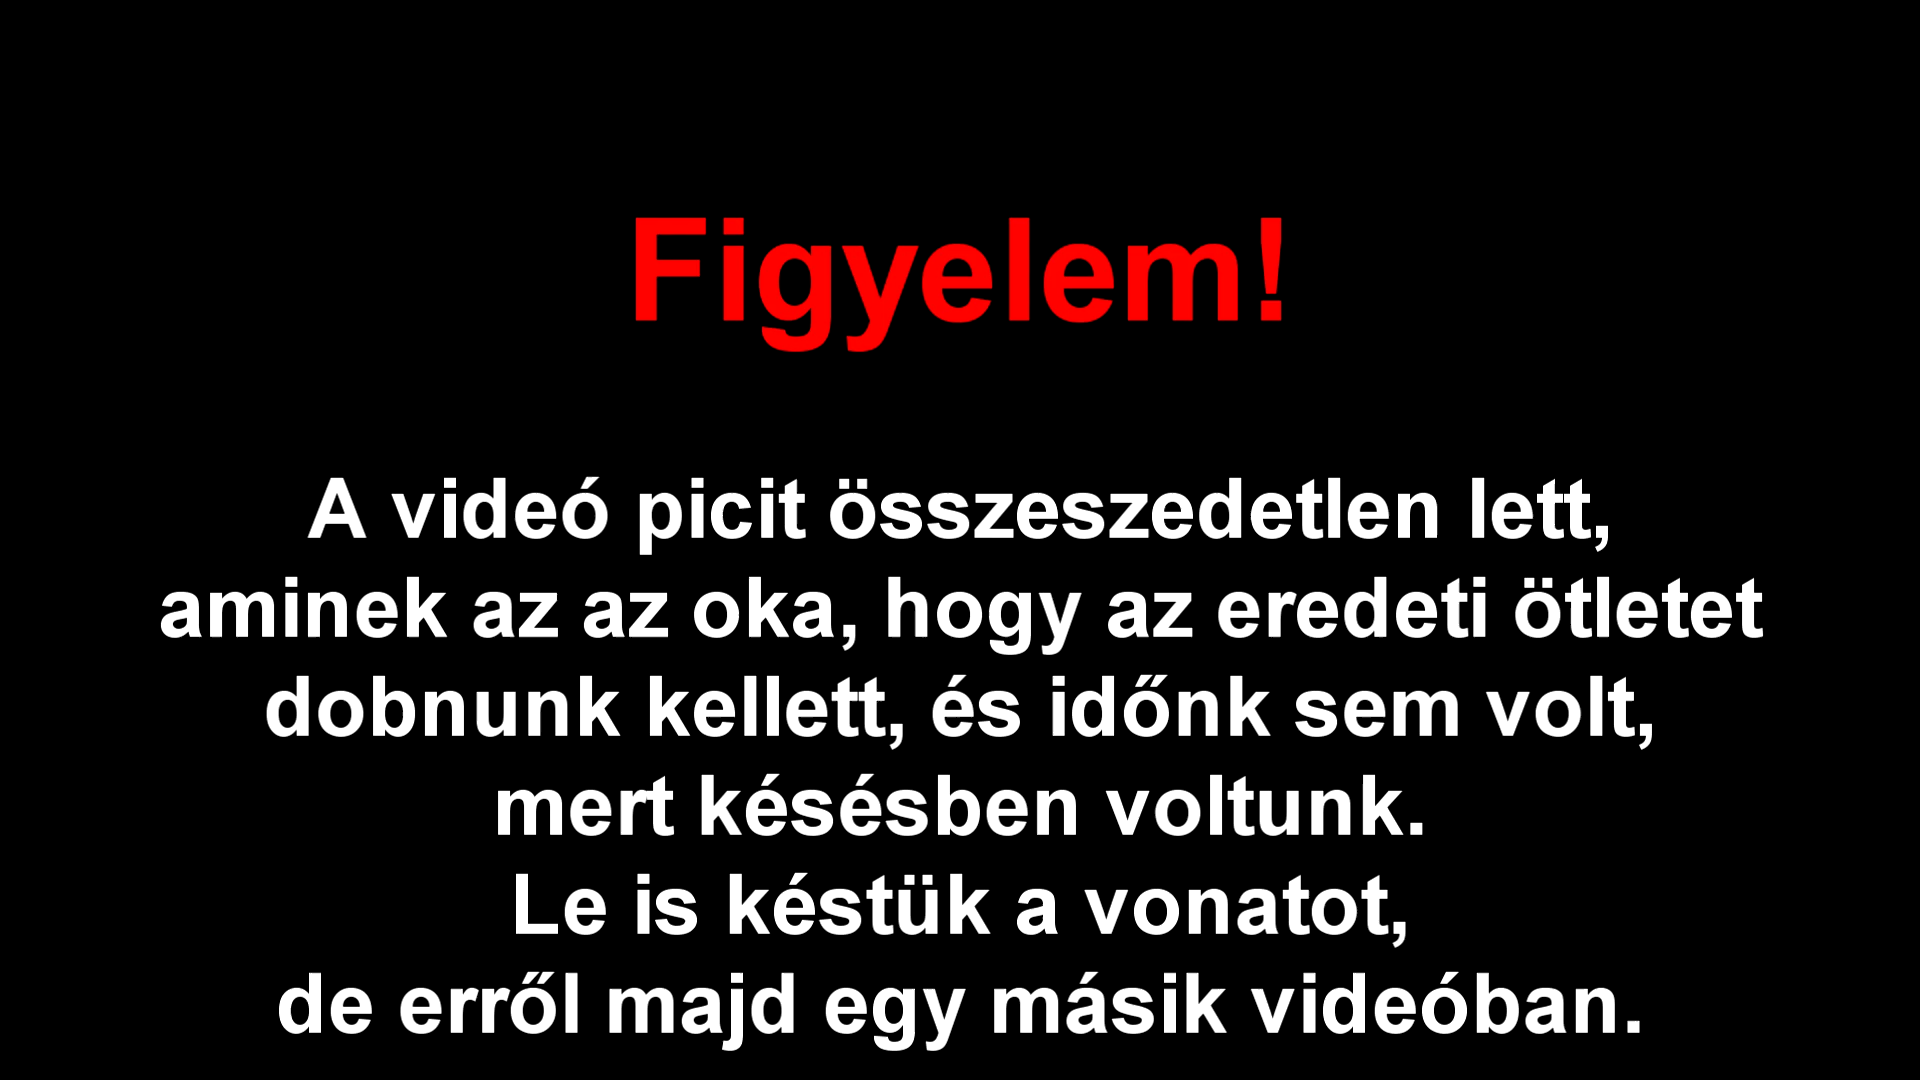 Figyelem!
A videó picit összeszedetlen lett,
aminek az az oka, hogy az eredeti ötletet
dobnunk kellett, és időnk sem volt,
mert késésben voltunk.
Le is késtük a vonatot,
de erről majd egy másik videóban.